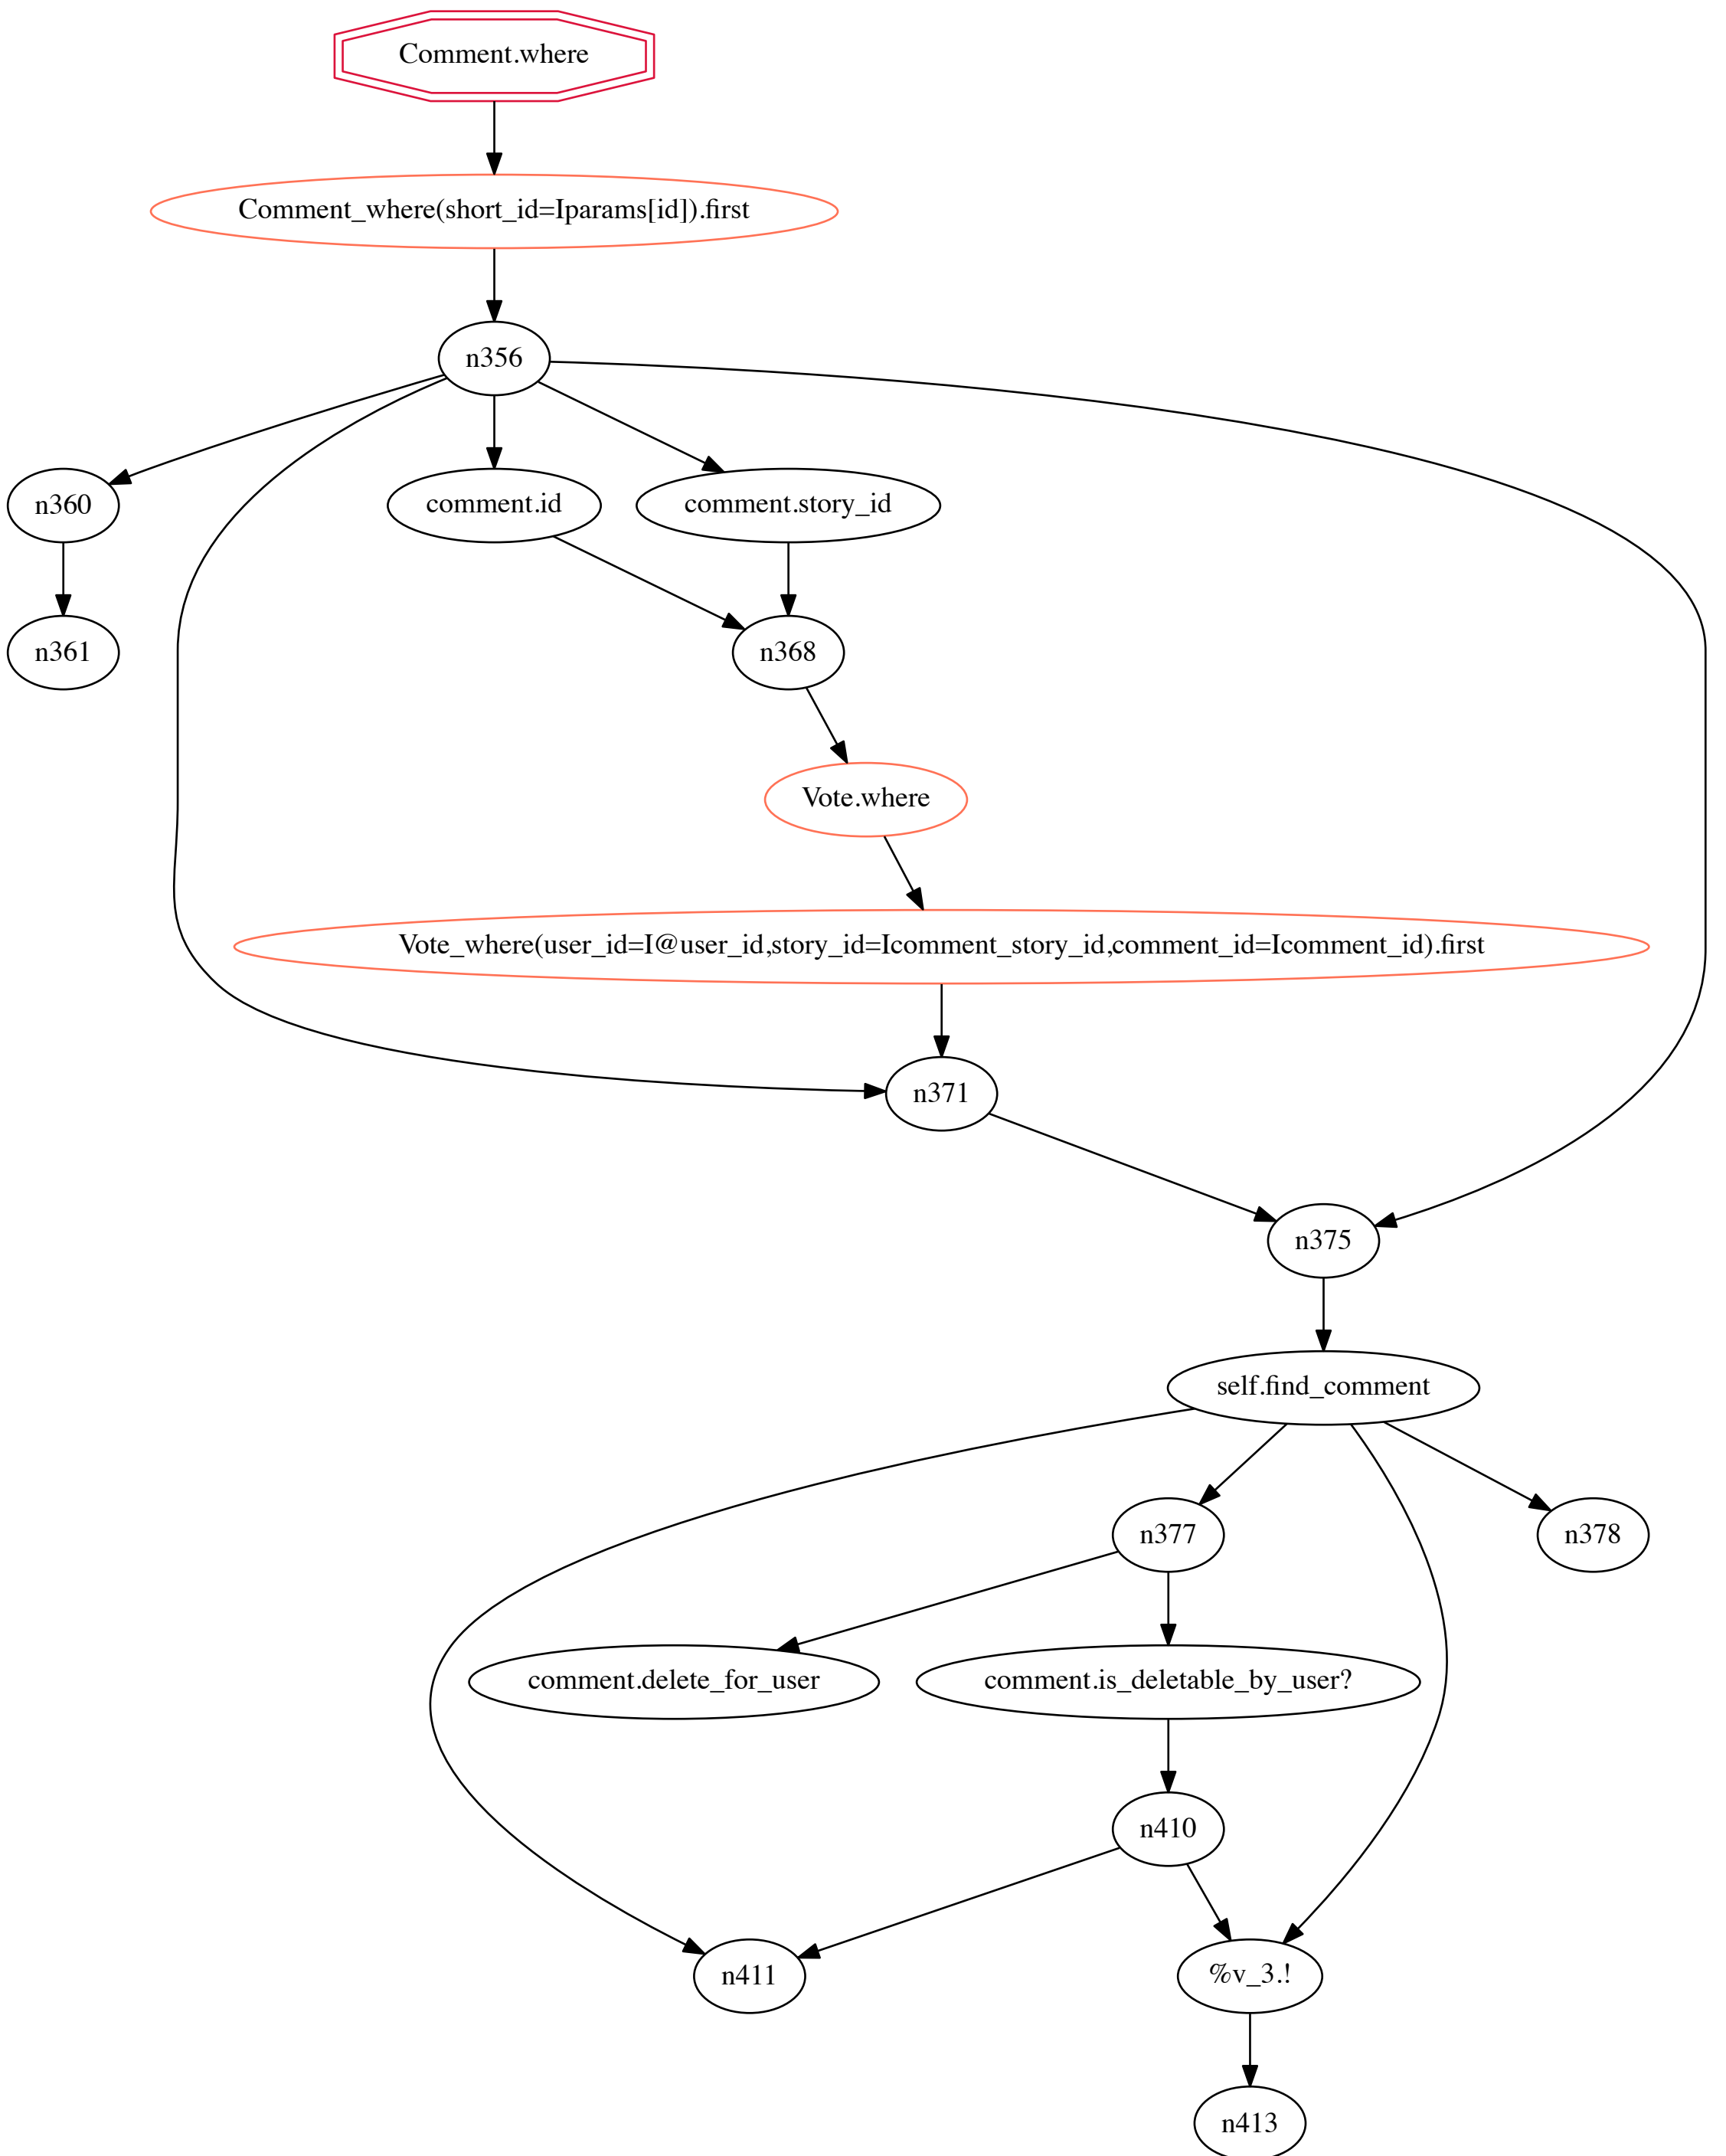 Comment.where
Comment_where(short_id=Iparams[id]).first
n356
n360
comment.id
comment.story_id
n361
n368
Vote.where
Vote_where(user_id=I@user_id,story_id=Icomment_story_id,comment_id=Icomment_id).first
n371
n375
self.find_comment
n377
n378
comment.delete_for_user
comment.is_deletable_by_user?
n410
n411
%v_3.!
n413